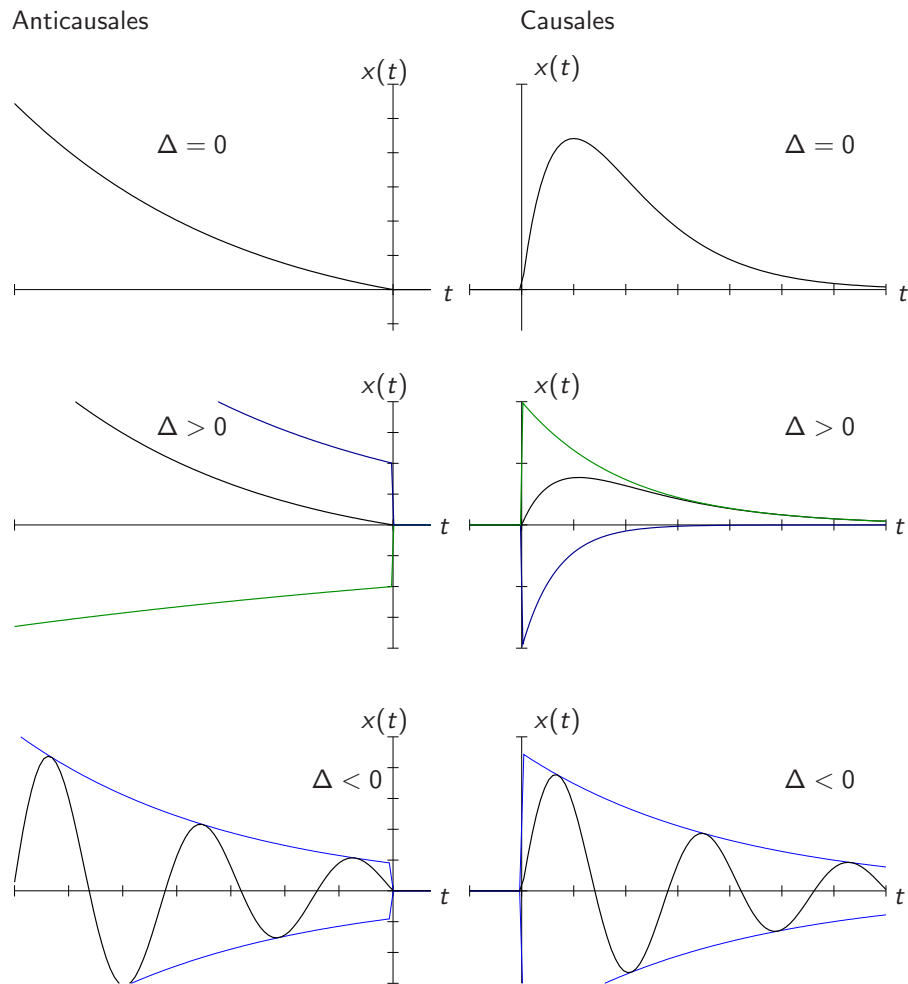 Anticausales
Causales
x(t)
Δ = 0
t
x(t)
Δ = 0
t
x(t)
Δ > 0
t
x(t)
Δ > 0
t
x(t)
Δ < 0
t
x(t)
Δ < 0
t